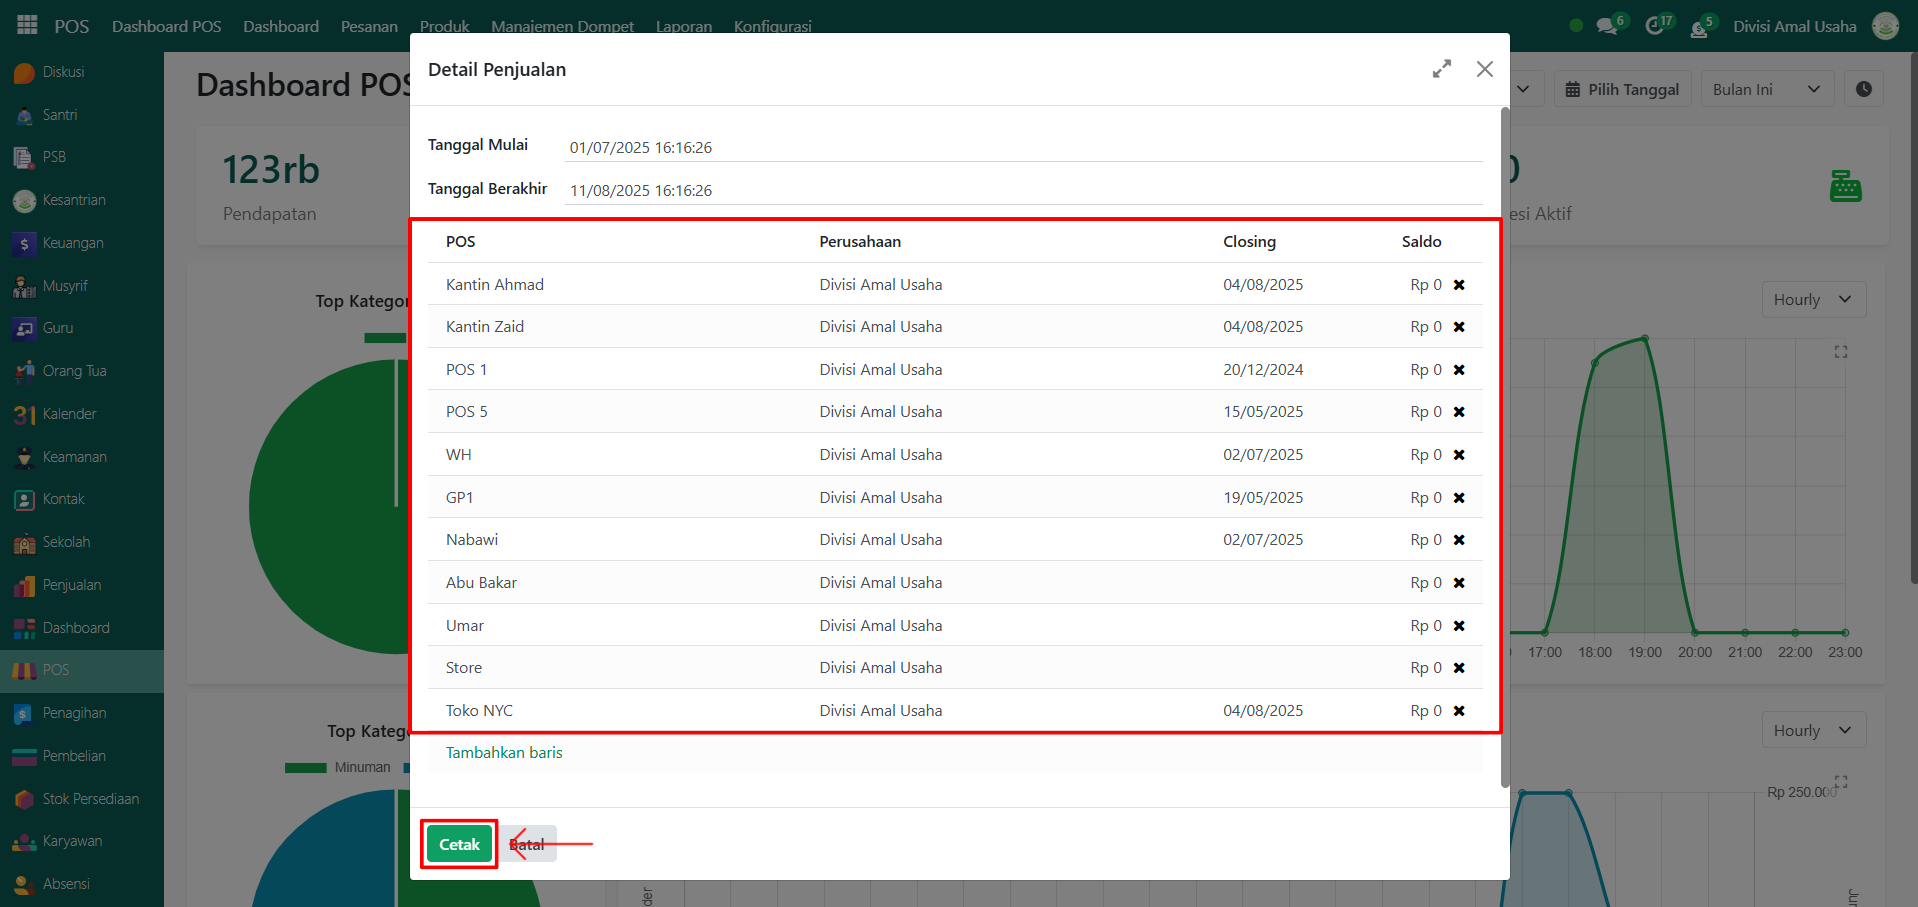 POS Dashboard POS Dashboard Pesanan Produk Manajemen Dompet Laporan Konfigurasi 6 17 5 Divisi Amal Usaha
Diskusi
Santri
PSB
Kesantrian
Keuangan
Musyrif
Guru
Orang Tua
31 Kalender
Keamanan
Kontak
Sekolah
Penjualan
Dashboard
POS
Penagihan
Pembelian
Stok Persediaan
Karyawan
Absensi
Dashboard POS
Pilih Tanggal Bulan Ini
123rb
Pendapatan
esi Aktif
Top Kategor
Hourly
17:00 18:00 19:00 20:00 21:00 22:00 23:00
Top Katego
Minuman
Hourly
Rp 250.000
Detail Penjualan
Tanggal Mulai 01/07/2025 16:16:26
Tanggal Berakhir 11/08/2025 16:16:26
POS Perusahaan Closing Saldo
Kantin Ahmad Divisi Amal Usaha 04/08/2025 Rp 0
Kantin Zaid Divisi Amal Usaha 04/08/2025 Rp 0
POS 1 Divisi Amal Usaha 20/12/2024 Rp 0
POS 5 Divisi Amal Usaha 15/05/2025 Rp 0
WH Divisi Amal Usaha 02/07/2025 Rp 0
GP1 Divisi Amal Usaha 19/05/2025 Rp 0
Nabawi Divisi Amal Usaha 02/07/2025 Rp 0
Abu Bakar Divisi Amal Usaha Rp 0
Umar Divisi Amal Usaha Rp 0
Store Divisi Amal Usaha Rp 0
Toko NYC Divisi Amal Usaha 04/08/2025 Rp 0
Tambahkan baris
Cetak Batal